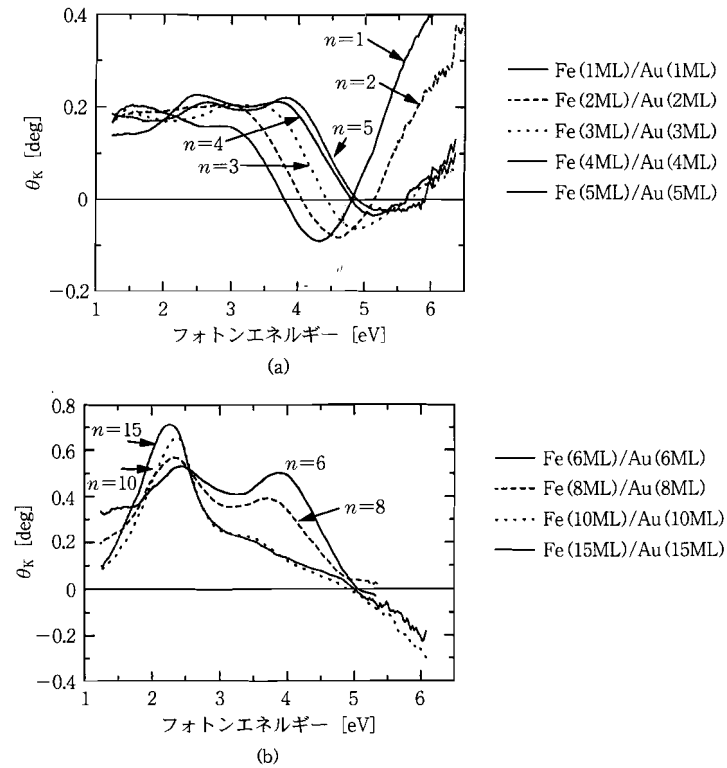 0.4
0.2
0
−0.2
θK [deg]
n=1
n=2
n=5
n=4
n=3
1 2 3 4 5 6
フォトンエネルギー [eV]
(a)
Fe(1ML)/Au(1ML)
Fe(2ML)/Au(2ML)
Fe(3ML)/Au(3ML)
Fe(4ML)/Au(4ML)
Fe(5ML)/Au(5ML)
0.8
0.6
0.4
0.2
0
−0.2
−0.4
θK [deg]
n=15
n=10
n=6
n=8
1 2 3 4 5 6
フォトンエネルギー [eV]
(b)
Fe(6ML)/Au(6ML)
Fe(8ML)/Au(8ML)
Fe(10ML)/Au(10ML)
Fe(15ML)/Au(15ML)